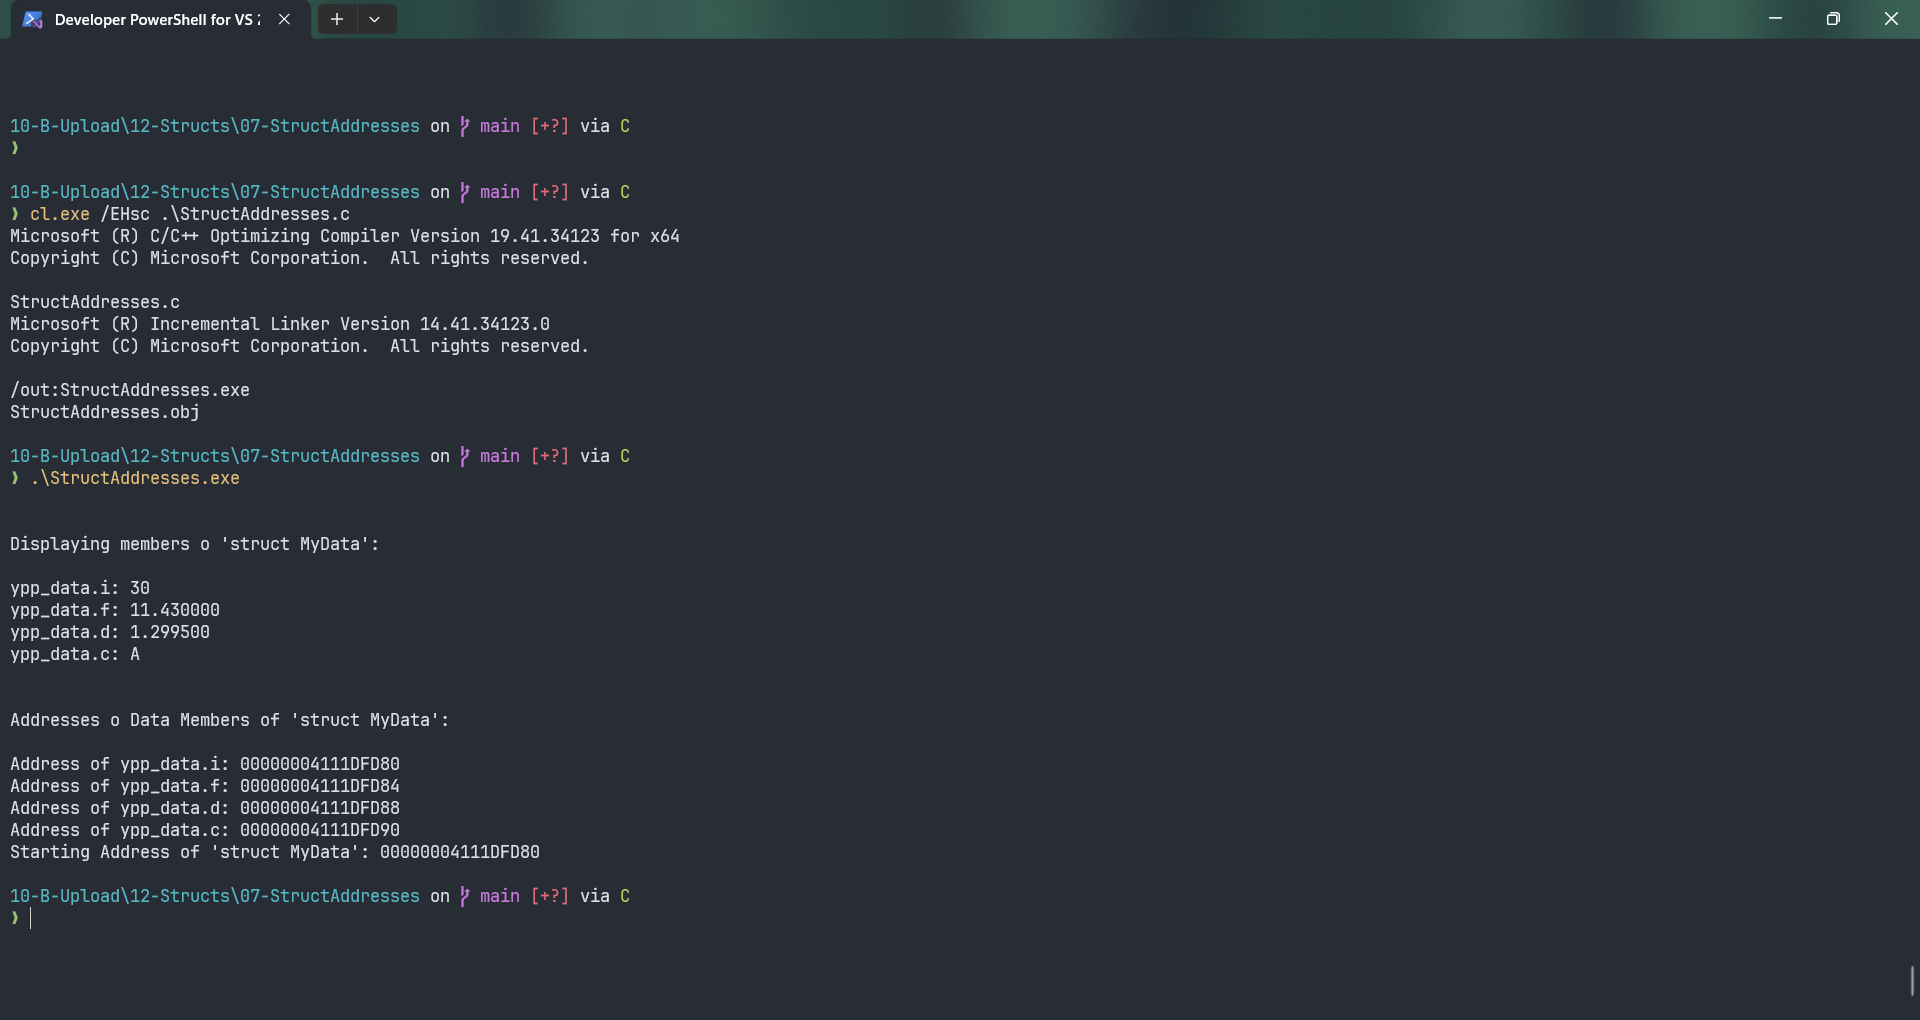 Developer PowerShell for VS 2
10-B-Upload\12-Structs\07-StructAddresses on main [+?] via C
❯
10-B-Upload\12-Structs\07-StructAddresses on main [+?] via C
❯ cl.exe /EHsc .\StructAddresses.c
Microsoft (R) C/C++ Optimizing Compiler Version 19.41.34123 for x64
Copyright (C) Microsoft Corporation.  All rights reserved.
StructAddresses.c
Microsoft (R) Incremental Linker Version 14.41.34123.0
Copyright (C) Microsoft Corporation.  All rights reserved.
/out:StructAddresses.exe
StructAddresses.obj
10-B-Upload\12-Structs\07-StructAddresses on main [+?] via C
❯ .\StructAddresses.exe
Displaying members o 'struct MyData':
ypp_data.i: 30
ypp_data.f: 11.430000
ypp_data.d: 1.299500
ypp_data.c: A
Addresses o Data Members of 'struct MyData':
Address of ypp_data.i: 00000004111DFD80
Address of ypp_data.f: 00000004111DFD84
Address of ypp_data.d: 00000004111DFD88
Address of ypp_data.c: 00000004111DFD90
Starting Address of 'struct MyData': 00000004111DFD80
10-B-Upload\12-Structs\07-StructAddresses on main [+?] via C
❯